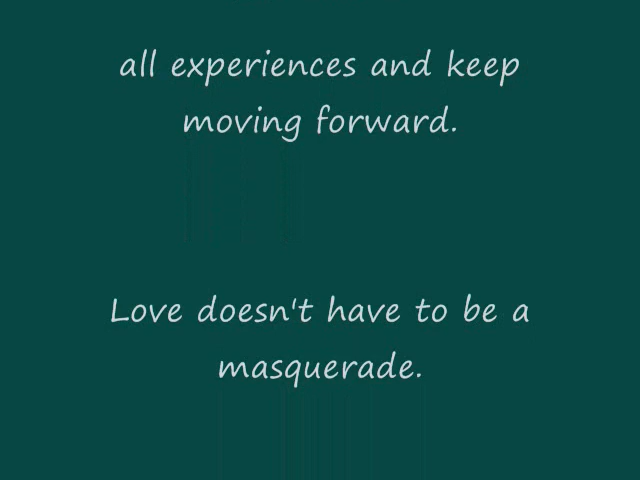 all experiences and keep
moving forward.
Love doesn't have to be a
masquerade.